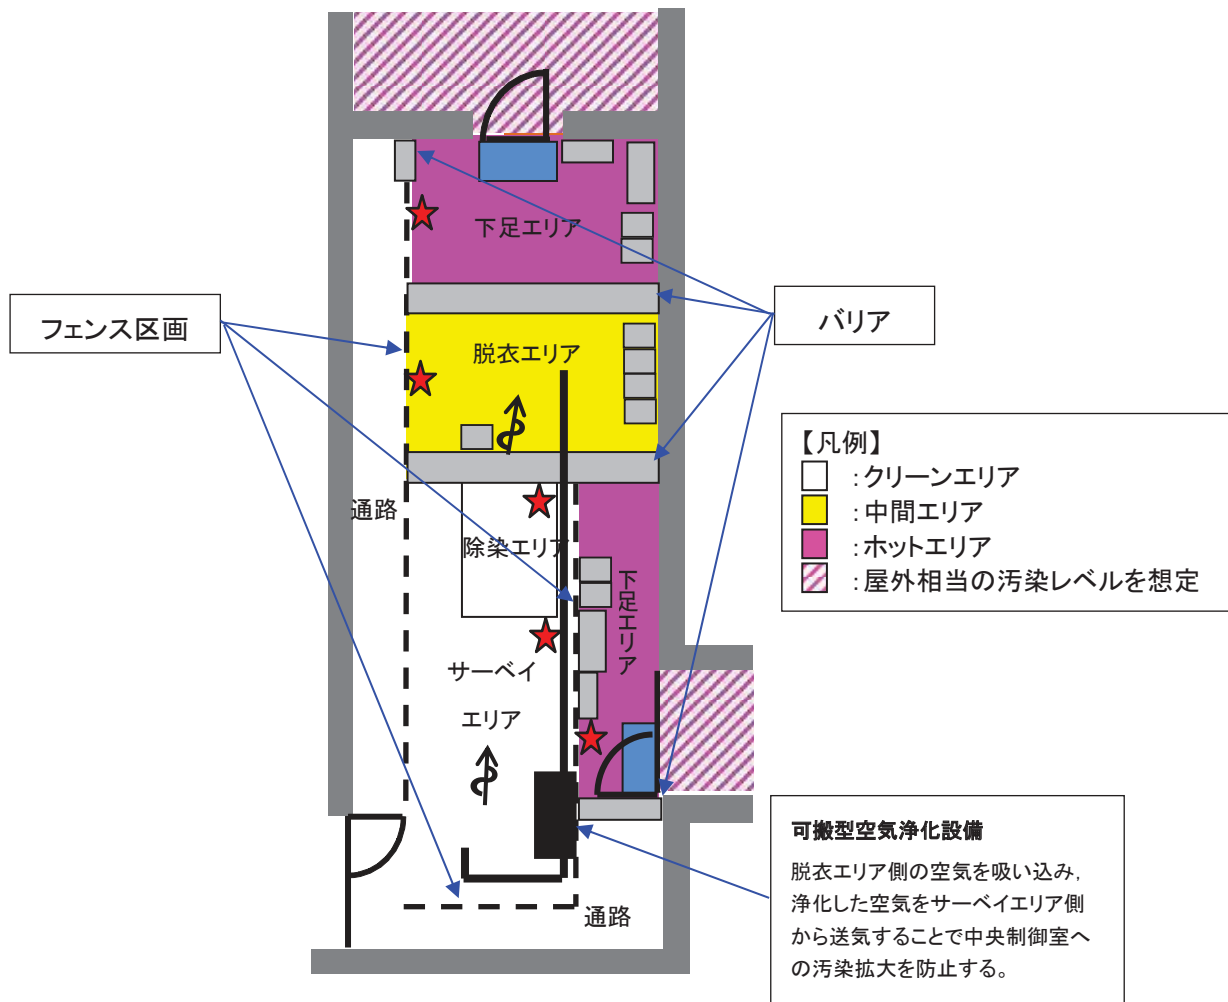 下足エリア
フェンス区画
バリア
脱衣エリア
【凡例】
:クリーンエリア
:中間エリア
:ホットエリア
:屋外相当の汚染レベルを想定
通路
除染エリア
下足エリア
サーベイ
エリア
通路
可搬型空気浄化設備
脱衣エリア側の空気を吸い込み,
浄化した空気をサーベイエリア側
から送気することで中央制御室へ
の汚染拡大を防止する。